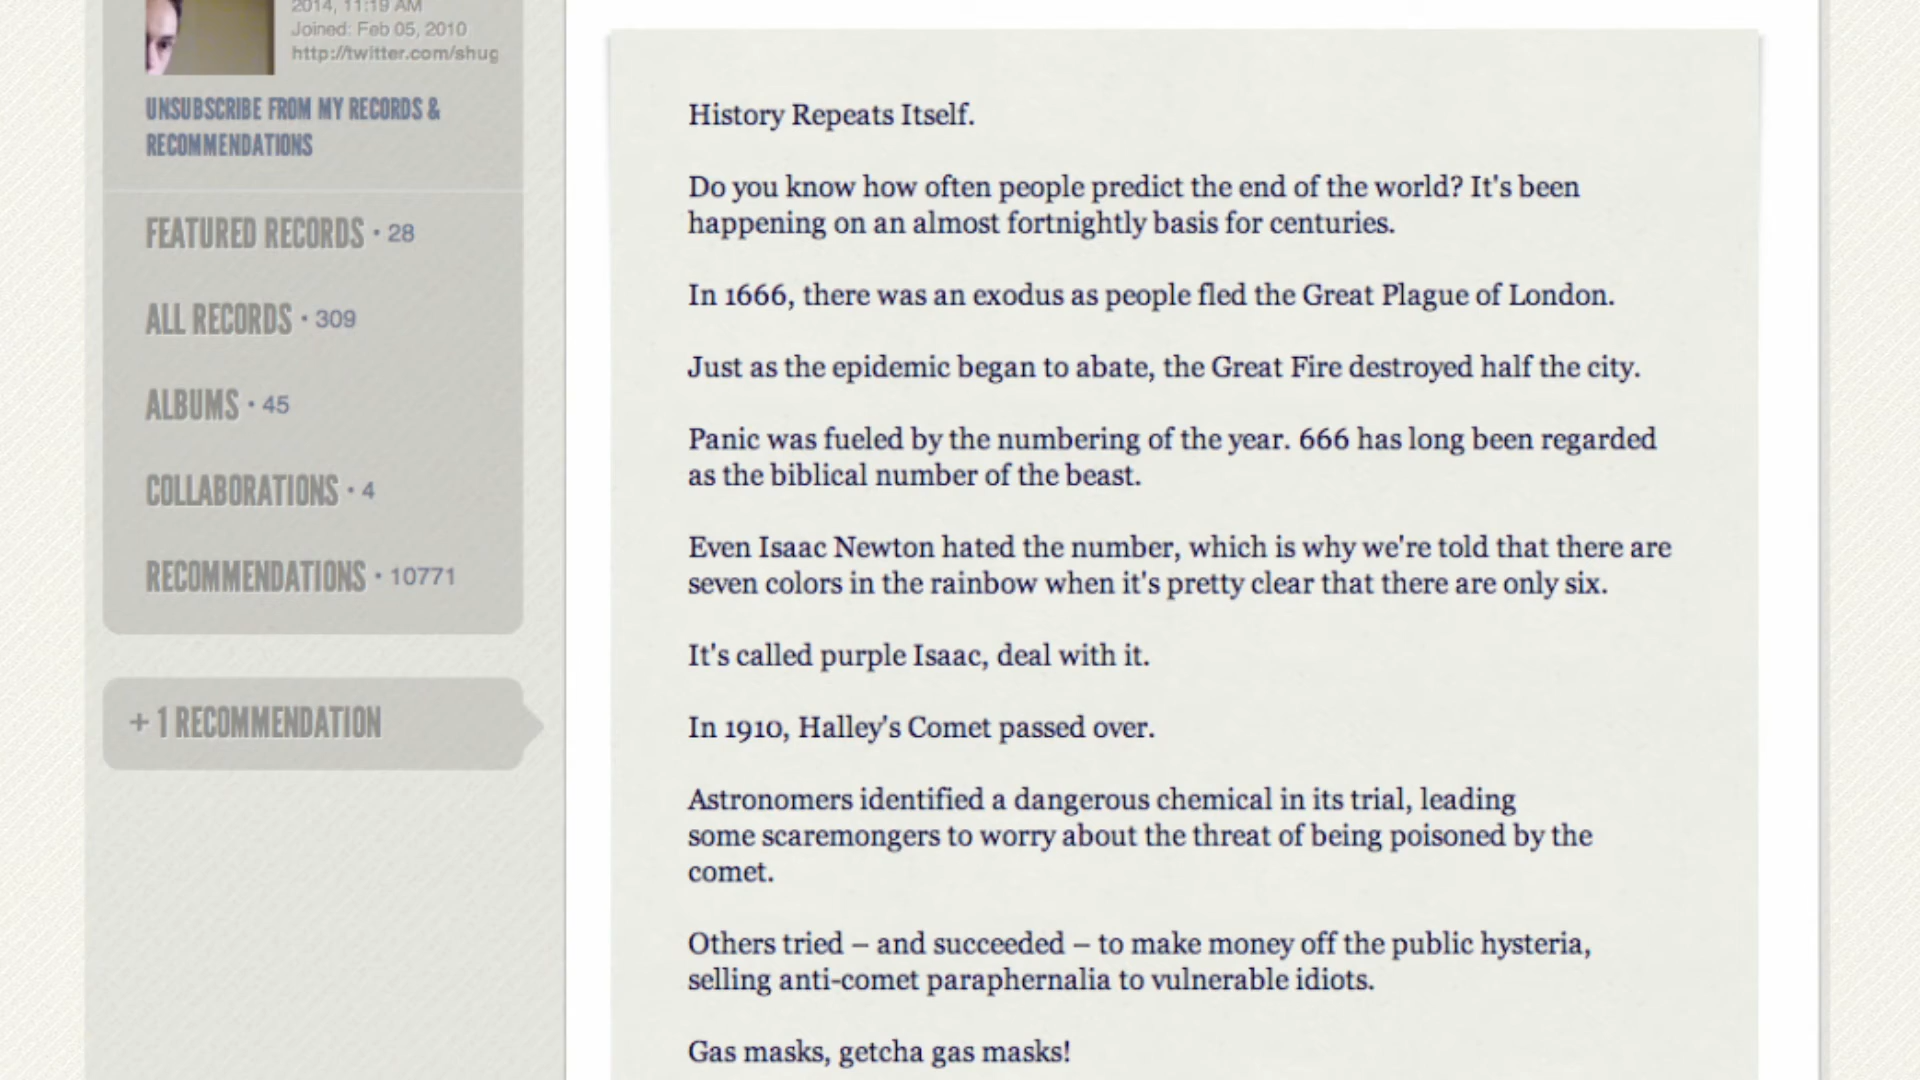 2014, 11:19 AM
Joined: Feb 05, 2010
http://twitter.com/shug
UNSUBSCRIBE FROM MY RECORDS &
RECOMMENDATIONS
FEATURED RECORDS • 28
ALL RECORDS • 309
ALBUMS • 45
COLLABORATIONS • 4
RECOMMENDATIONS • 10771
+ 1 RECOMMENDATION
History Repeats Itself.
Do you know how often people predict the end of the world? It's been
happening on an almost fortnightly basis for centuries.
In 1666, there was an exodus as people fled the Great Plague of London.
Just as the epidemic began to abate, the Great Fire destroyed half the city.
Panic was fueled by the numbering of the year. 666 has long been regarded
as the biblical number of the beast.
Even Isaac Newton hated the number, which is why we're told that there are
seven colors in the rainbow when it's pretty clear that there are only six.
It's called purple Isaac, deal with it.
In 1910, Halley's Comet passed over.
Astronomers identified a dangerous chemical in its trial, leading
some scaremongers to worry about the threat of being poisoned by the
comet.
Others tried – and succeeded – to make money off the public hysteria,
selling anti-comet paraphernalia to vulnerable idiots.
Gas masks, getcha gas masks!